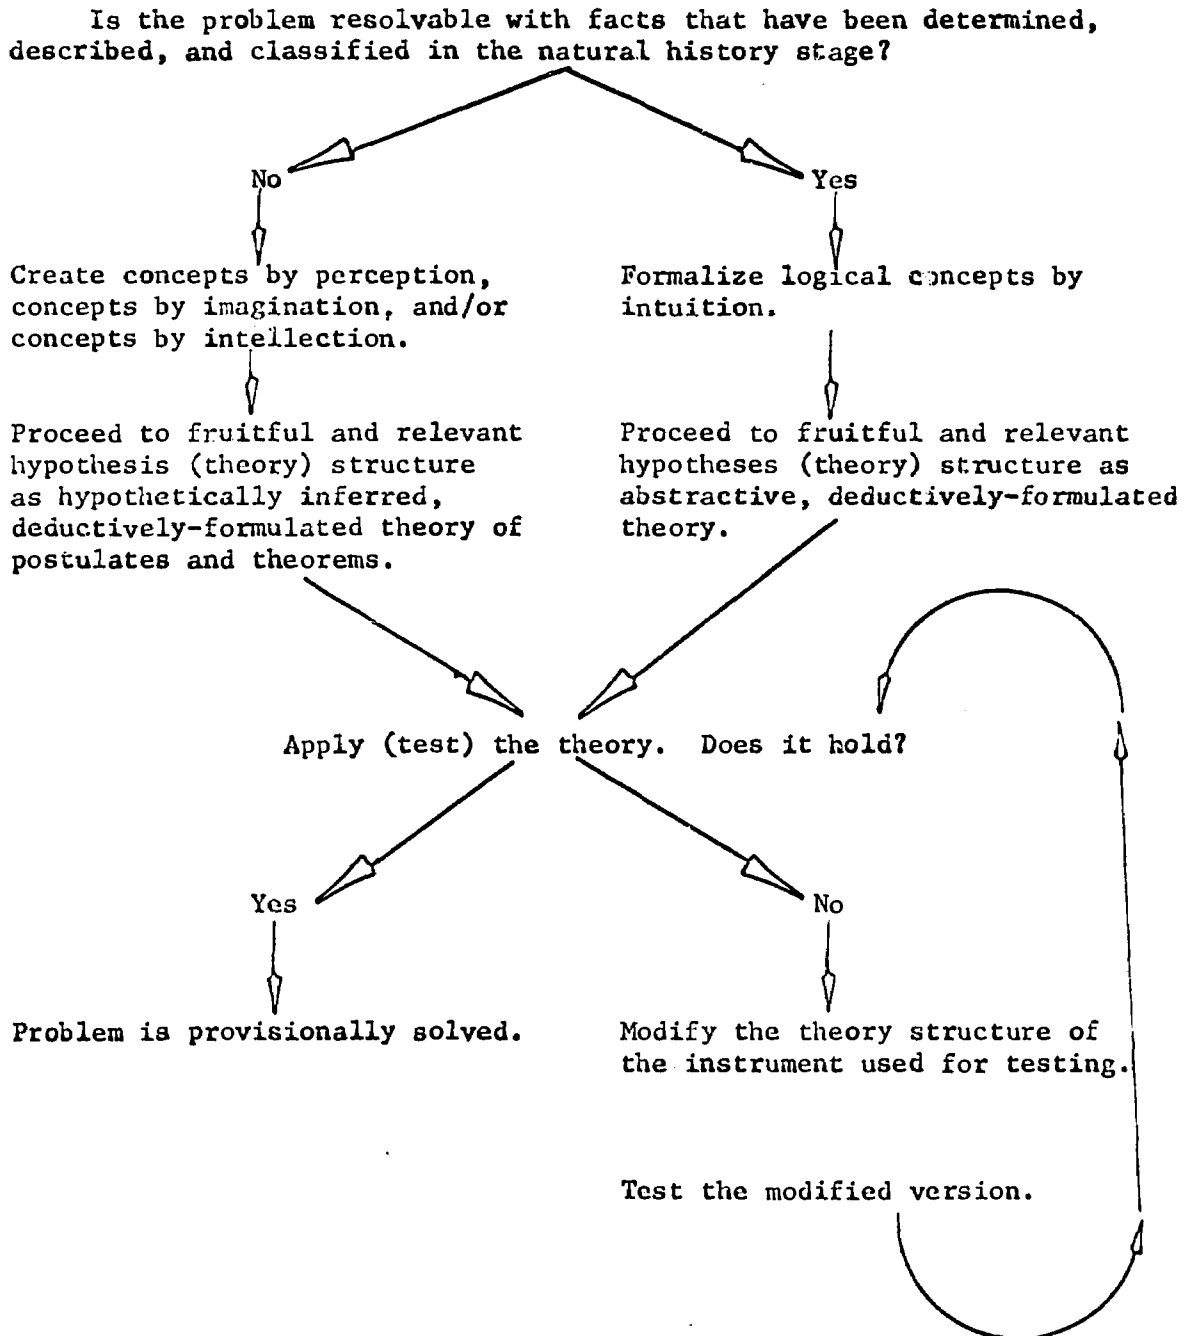 Is the problem resolvable with facts that have been determined,
described, and classified in the natural history stage?
No
Yes
Create concepts by perception,
concepts by imagination, and/or
concepts by intellection.
Formalize logical concepts by
intuition.
Proceed to fruitful and relevant
hypothesis (theory) structure
as hypothetically inferred,
deductively-formulated theory of
postulates and theorems.
Proceed to fruitful and relevant
hypotheses (theory) structure as
abstractive, deductively-formulated
theory.
Apply (test) the theory. Does it hold?
Yes
No
Problem is provisionally solved.
Modify the theory structure of
the instrument used for testing.
Test the modified version.